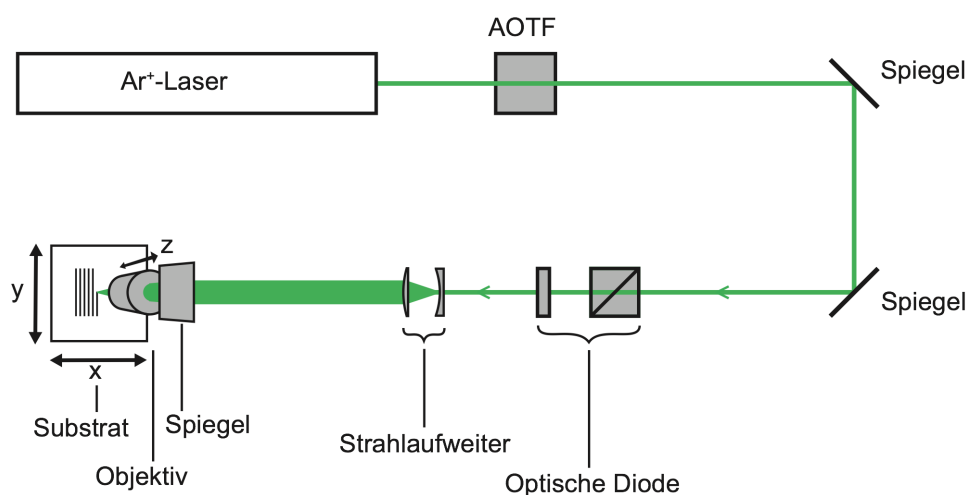 AOTF
Ar⁺-Laser
Spiegel
z
y
Spiegel
x
Substrat
Spiegel
Strahlaufweiter
Objektiv
Optische Diode